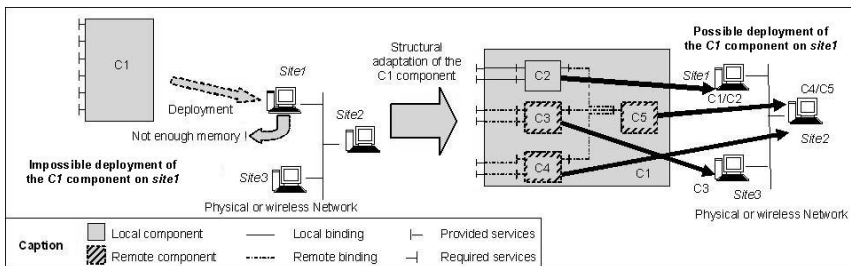 C1
Site1
Deployment
Not enough memory !
Site2
Impossible deployment of
the C1 component on site1
Site3
Physical or wireless Network
Structural
adaptation of the
C1 component
Possible deployment of
the C1 component on site1
C2
Site1
C1/C2
C4/C5
C3
C5
Site2
C4
C1
C3
Site3
Physical or wireless Network
Caption
Local component
Local binding
Provided services
Remote component
Remote binding
Required services